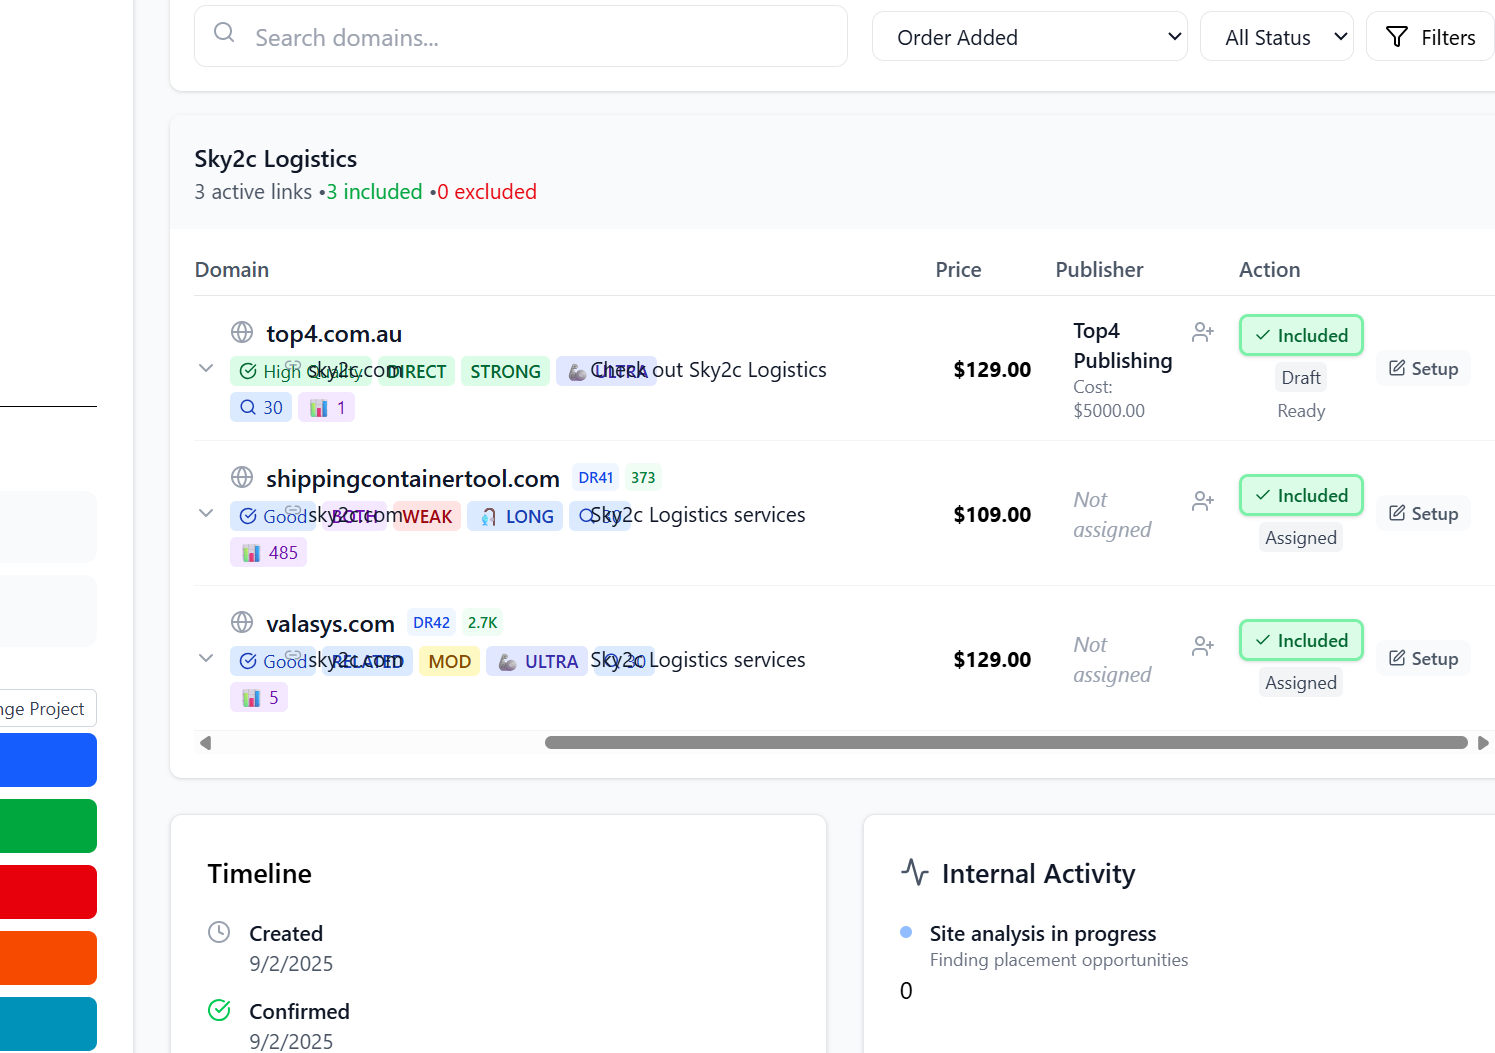 Search domains...
Order Added
All Status
Filters
Sky2c Logistics
3 active links •3 included •0 excluded
Domain Price Publisher Action
top4.com.au
High Quality DIRECT STRONG ULTRA
sky2c.com
Check out Sky2c Logistics
30 1
$129.00
Top4
Publishing
Cost:
$5000.00
Included
Draft
Ready
Setup
shippingcontainertool.com DR41 373
Good BOTH WEAK LONG 30
sky2c.com
Sky2c Logistics services
485
$109.00
Not
assigned
Included
Assigned
Setup
valasys.com DR42 2.7K
Good RELATED MOD ULTRA 30
sky2c.com
Sky2c Logistics services
5
$129.00
Not
assigned
Included
Assigned
Setup
nge Project
Timeline
Created
9/2/2025
Confirmed
9/2/2025
Internal Activity
Site analysis in progress
Finding placement opportunities
0